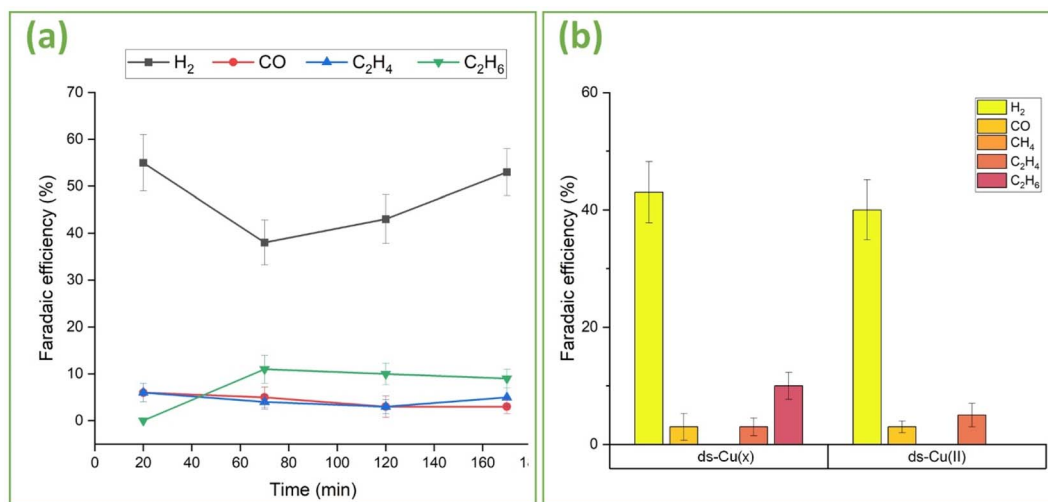 (a)
H2 CO C2H4 C2H6
70
60
50
40
30
20
10
0
Faradaic efficiency (%)
0 20 40 60 80 100 120 140 160
Time (min)
(b)
H2
CO
CH4
C2H4
C2H6
60
40
20
0
Faradaic efficiency (%)
ds-Cu(x) ds-Cu(II)